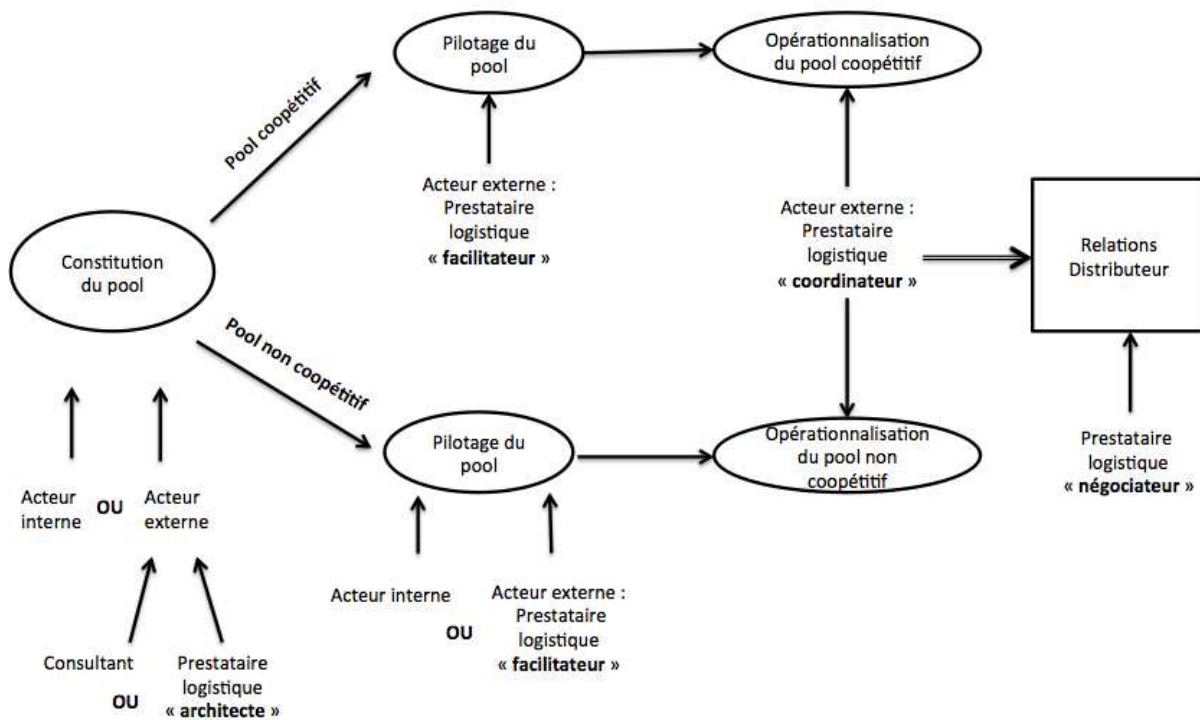 Pilotage du
pool
Opérationnalisation
du pool coopétitif
Pool coopétitif
Acteur externe :
Prestataire
logistique
« facilitateur »
Acteur externe :
Prestataire
logistique
« coordinateur »
Relations
Distributeur
Constitution
du pool
Pool non coopétitif
Pilotage du
pool
Opérationnalisation
du pool non
coopétitif
Prestataire
logistique
« négociateur »
Acteur
interne
OU
Acteur
externe
Acteur interne
OU
Acteur externe :
Prestataire
logistique
« facilitateur »
Consultant
OU
Prestataire
logistique
« architecte »